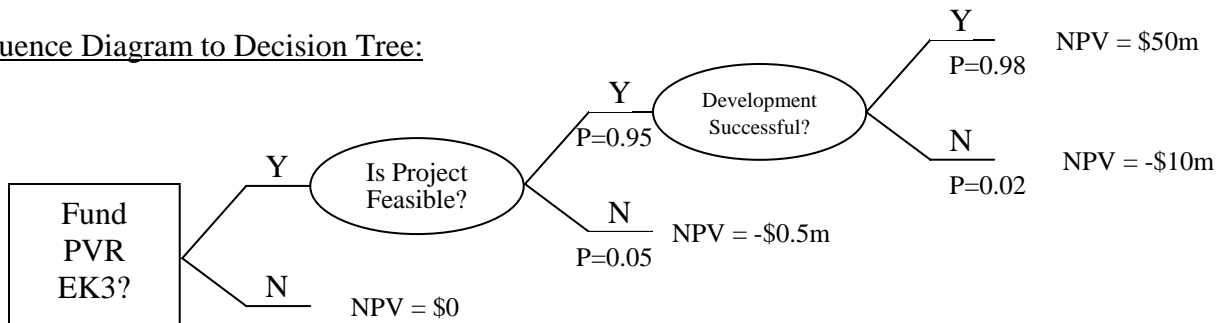 uence Diagram to Decision Tree:
Y
P=0.98
NPV = $50m
Y
P=0.95
Development
Successful?
N
P=0.02
NPV = -$10m
Y
Is Project
Feasible?
N
P=0.05
NPV = -$0.5m
Fund
PVR
EK3?
N
NPV = $0